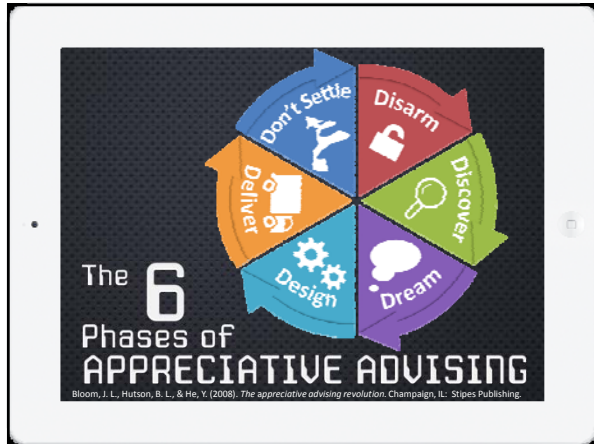 Disarm
Discover
Dream
Design
Deliver
Don't Settle
The 6
Phases of
APPRECIATIVE ADVISING
Bloom, J. L., Hutson, B. L., & He, Y. (2008). The appreciative advising revolution. Champaign, IL: Stipes Publishing.